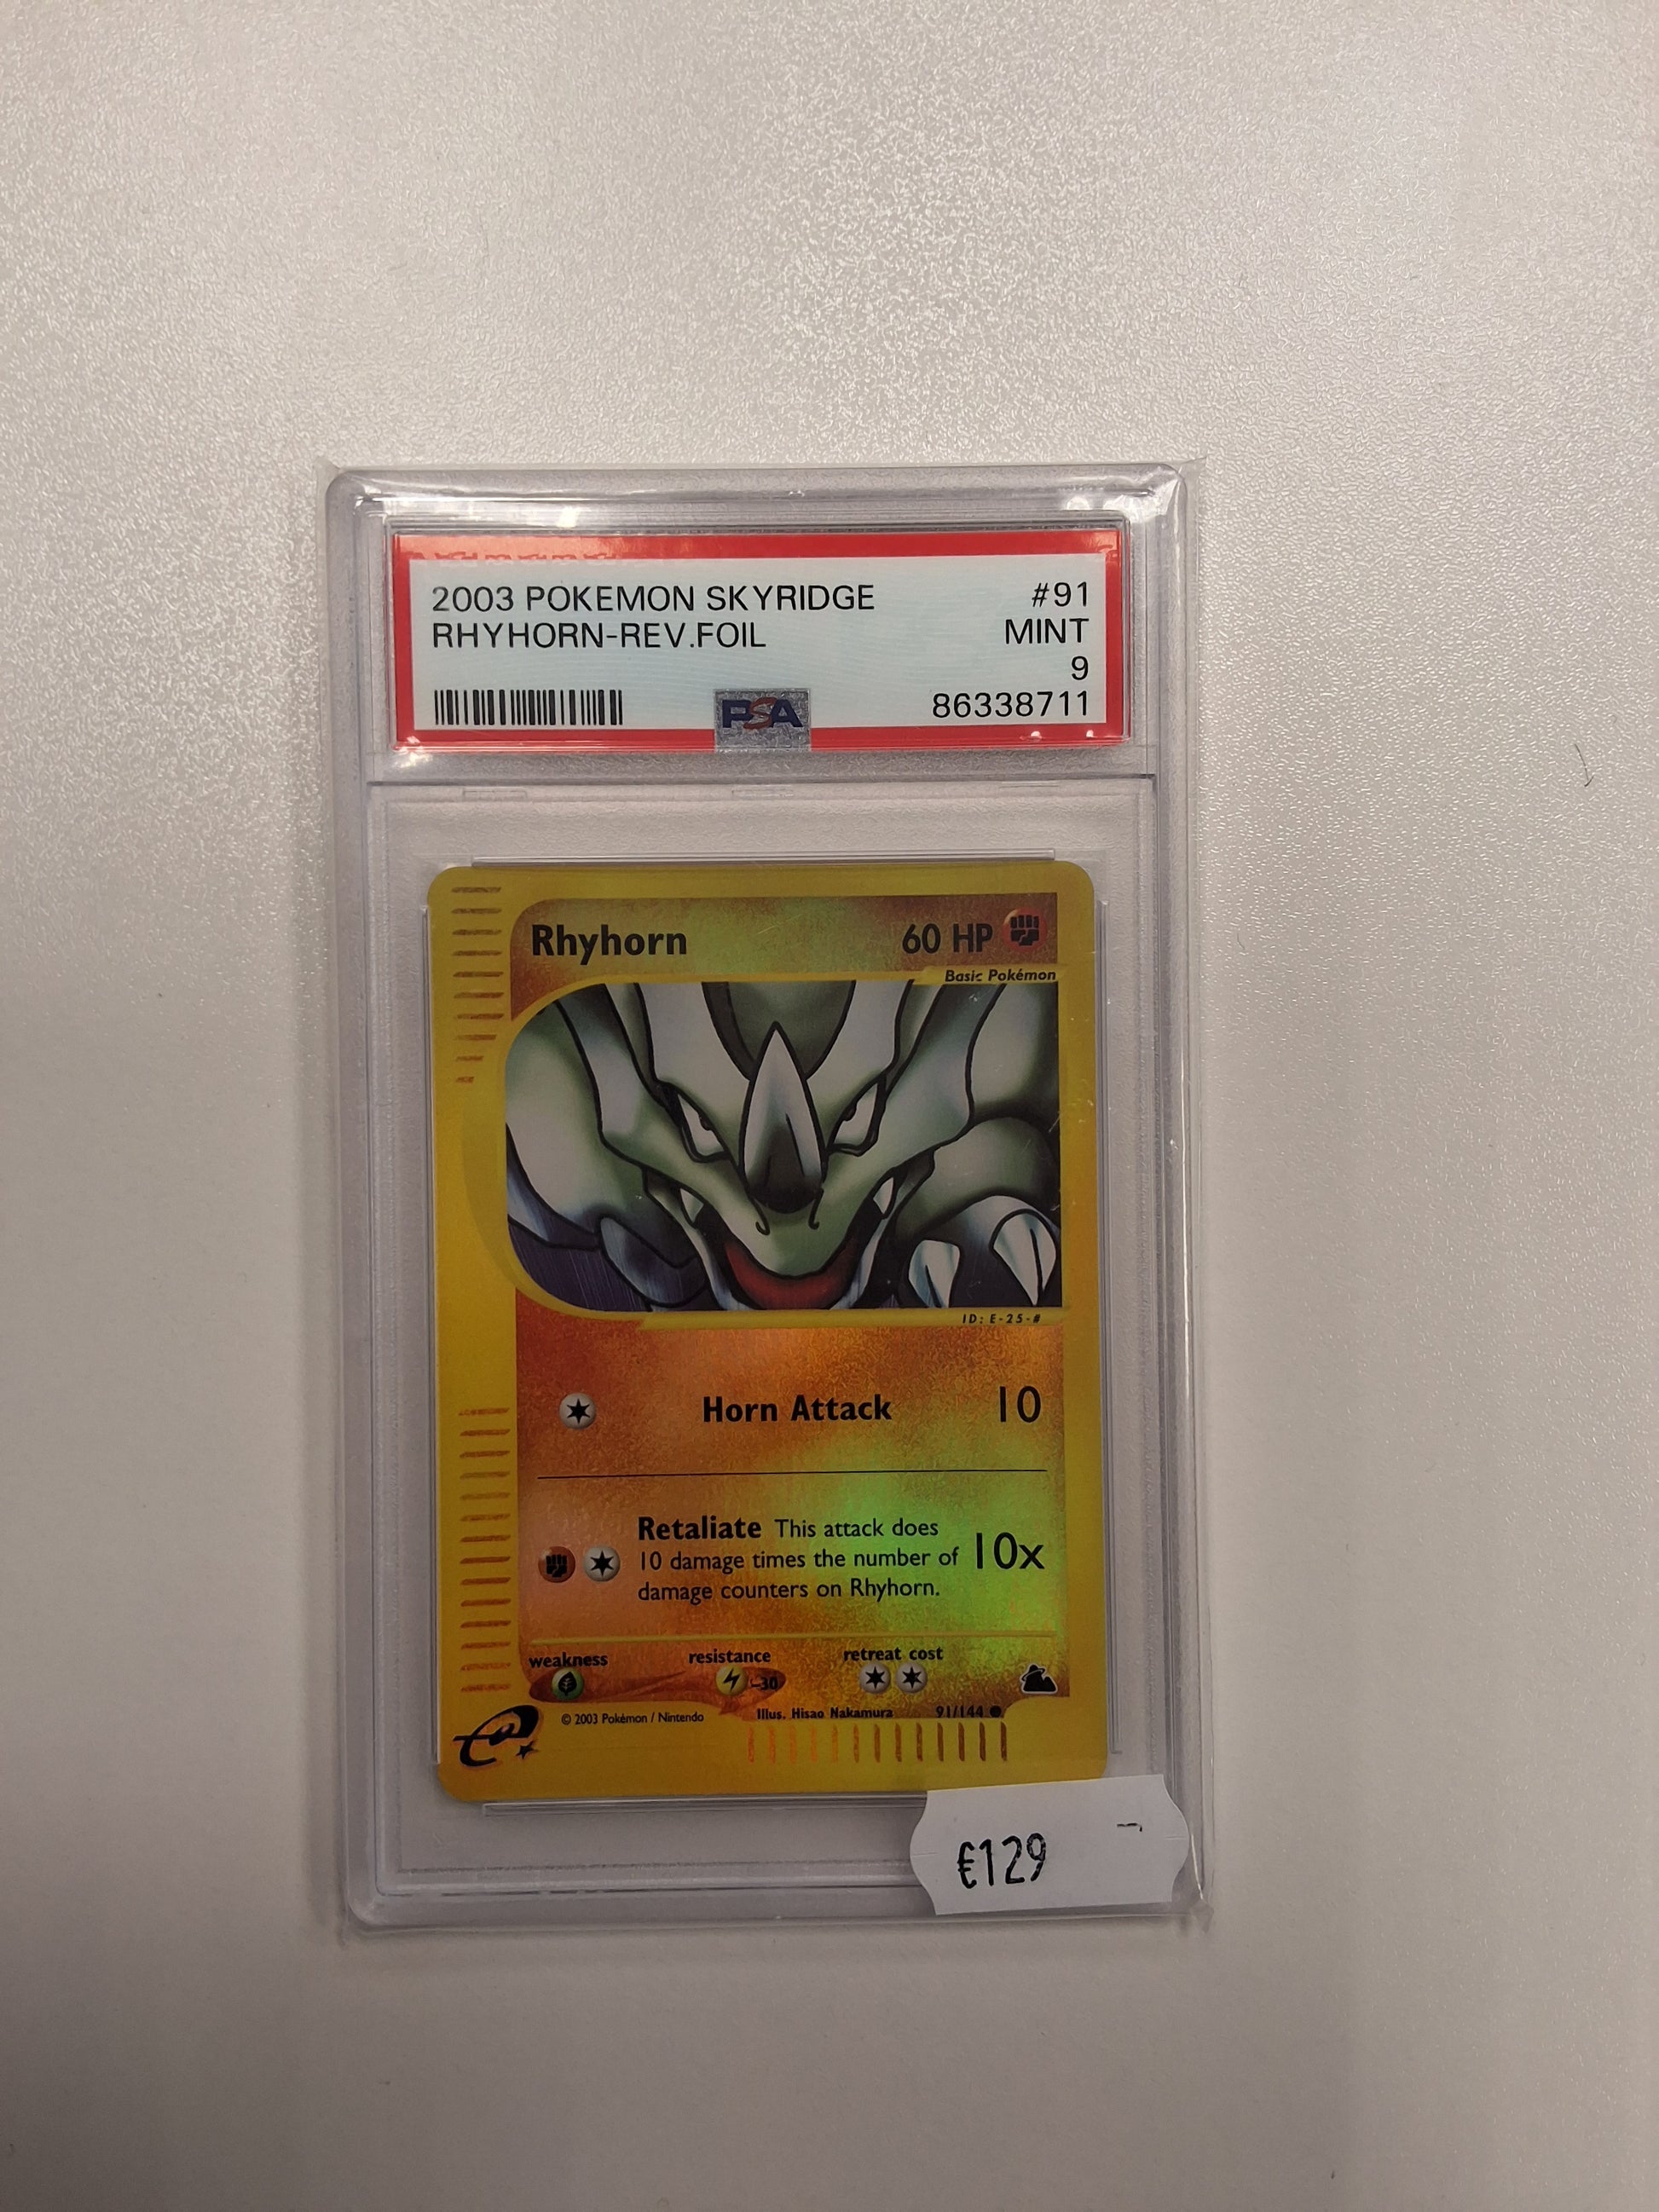 2003 POKEMON SKYRIDGE #91
RHYHORN-REV.FOIL MINT
9
PSA 86338711
Rhyhorn 60 HP
Basic Pokémon
ID: E-25-#
Horn Attack 10
Retaliate This attack does
10 damage times the number of 10x
damage counters on Rhyhorn.
weakness resistance retreat cost
-30
© 2003 Pokémon / Nintendo Illus. Hisao Nakamura 91/144
e
€129